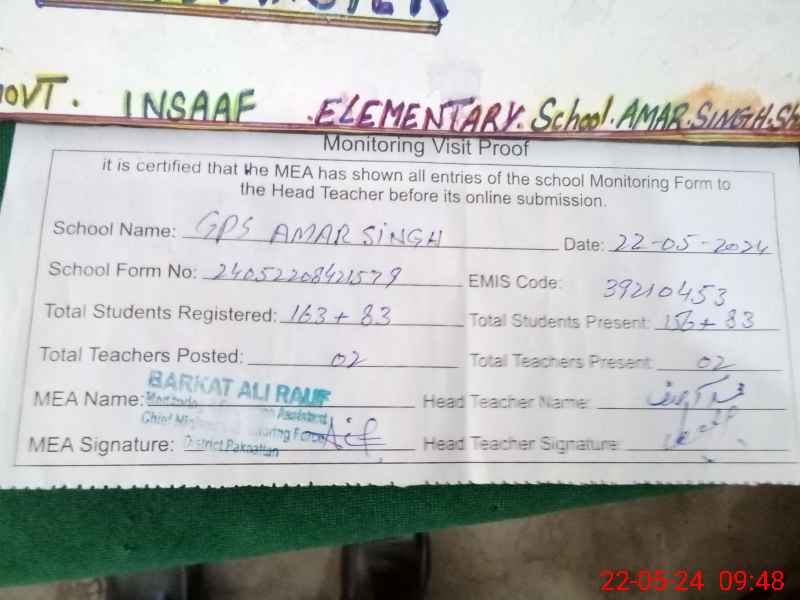 GOVT. INSAAF ELEMENTARY. School. AMAR. SINGH. Sh
Monitoring Visit Proof
it is certified that the MEA has shown all entries of the school Monitoring Form to
the Head Teacher before its online submission.
School Name: GPS AMAR SINGH Date: 22-05-2024
School Form No: 24052208421579 EMIS Code: 39210453
Total Students Registered: 163 + 83 Total Students Present: 156 + 83
Total Teachers Posted: 02 Total Teachers Present: 02
BARKAT ALI RAUF
MEA Name: Head Teacher Name:
MEA Signature: District Pakpattan Head Teacher Signature:
22-05-24 09:48